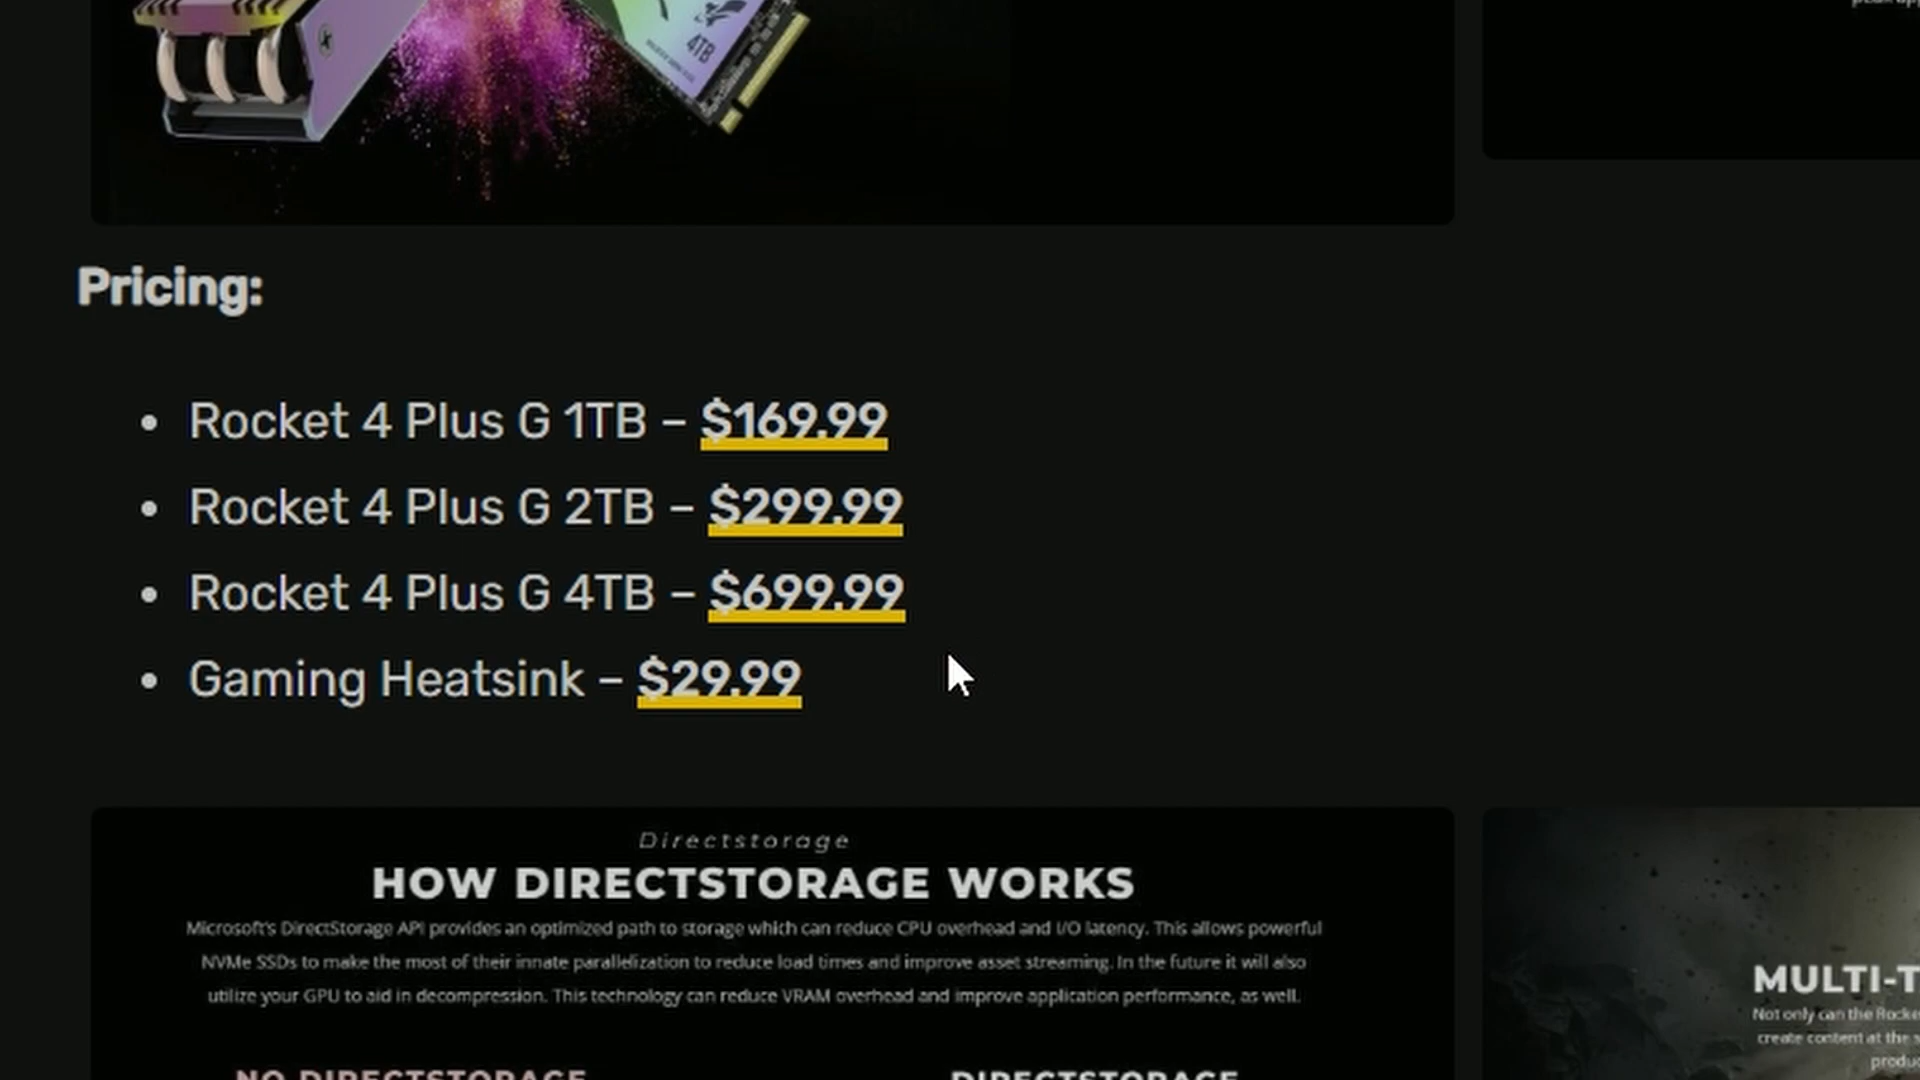 4TB
Pricing:
Rocket 4 Plus G 1TB – $169.99
Rocket 4 Plus G 2TB – $299.99
Rocket 4 Plus G 4TB – $699.99
Gaming Heatsink – $29.99
Directstorage
HOW DIRECTSTORAGE WORKS
Microsoft's DirectStorage API provides an optimized path to storage which can reduce CPU overhead and I/O latency. This allows powerful
NVMe SSDs to make the most of their innate parallelization to reduce load times and improve asset streaming. In the future it will also
utilize your GPU to aid in decompression. This technology can reduce VRAM overhead and improve application performance, as well.
NO DIRECTSTORAGE
DIRECTSTORAGE
MULTI-T
Not only can the Rocke
create content at the s
produc